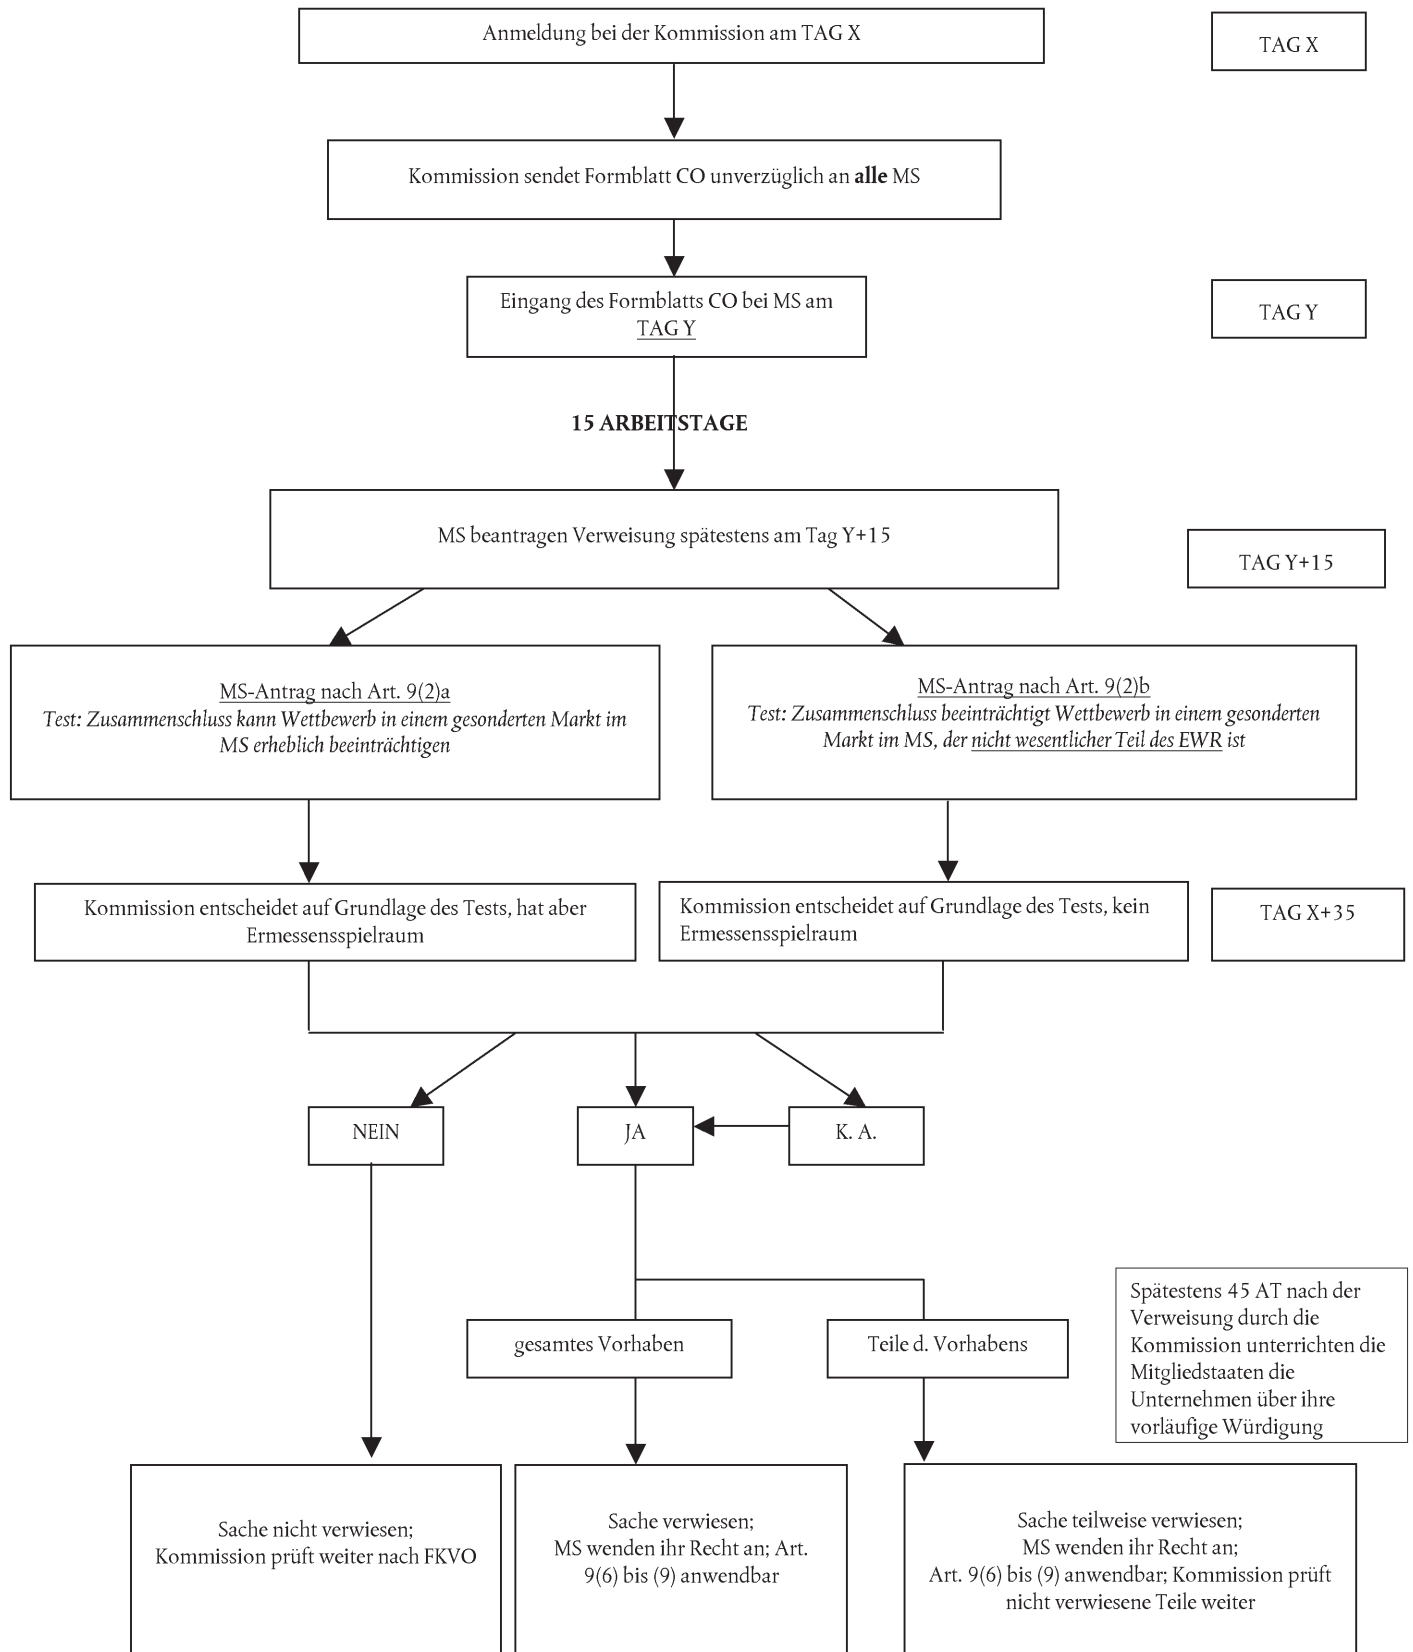 Anmeldung bei der Kommission am TAG X
TAG X
Kommission sendet Formblatt CO unverzüglich an alle MS
Eingang des Formblatts CO bei MS am
TAG Y
TAG Y
15 ARBEITSTAGE
MS beantragen Verweisung spätestens am Tag Y+15
TAG Y+15
MS-Antrag nach Art. 9(2)a
Test: Zusammenschluss kann Wettbewerb in einem gesonderten Markt im
MS erheblich beeinträchtigen
MS-Antrag nach Art. 9(2)b
Test: Zusammenschluss beeinträchtigt Wettbewerb in einem gesonderten
Markt im MS, der nicht wesentlicher Teil des EWR ist
Kommission entscheidet auf Grundlage des Tests, hat aber
Ermessensspielraum
Kommission entscheidet auf Grundlage des Tests, kein
Ermessensspielraum
TAG X+35
NEIN
JA
K. A.
gesamtes Vorhaben
Teile d. Vorhabens
Spätestens 45 AT nach der
Verweisung durch die
Kommission unterrichten die
Mitgliedstaaten die
Unternehmen über ihre
vorläufige Würdigung
Sache nicht verwiesen;
Kommission prüft weiter nach FKVO
Sache verwiesen;
MS wenden ihr Recht an; Art.
9(6) bis (9) anwendbar
Sache teilweise verwiesen;
MS wenden ihr Recht an;
Art. 9(6) bis (9) anwendbar; Kommission prüft
nicht verwiesene Teile weiter